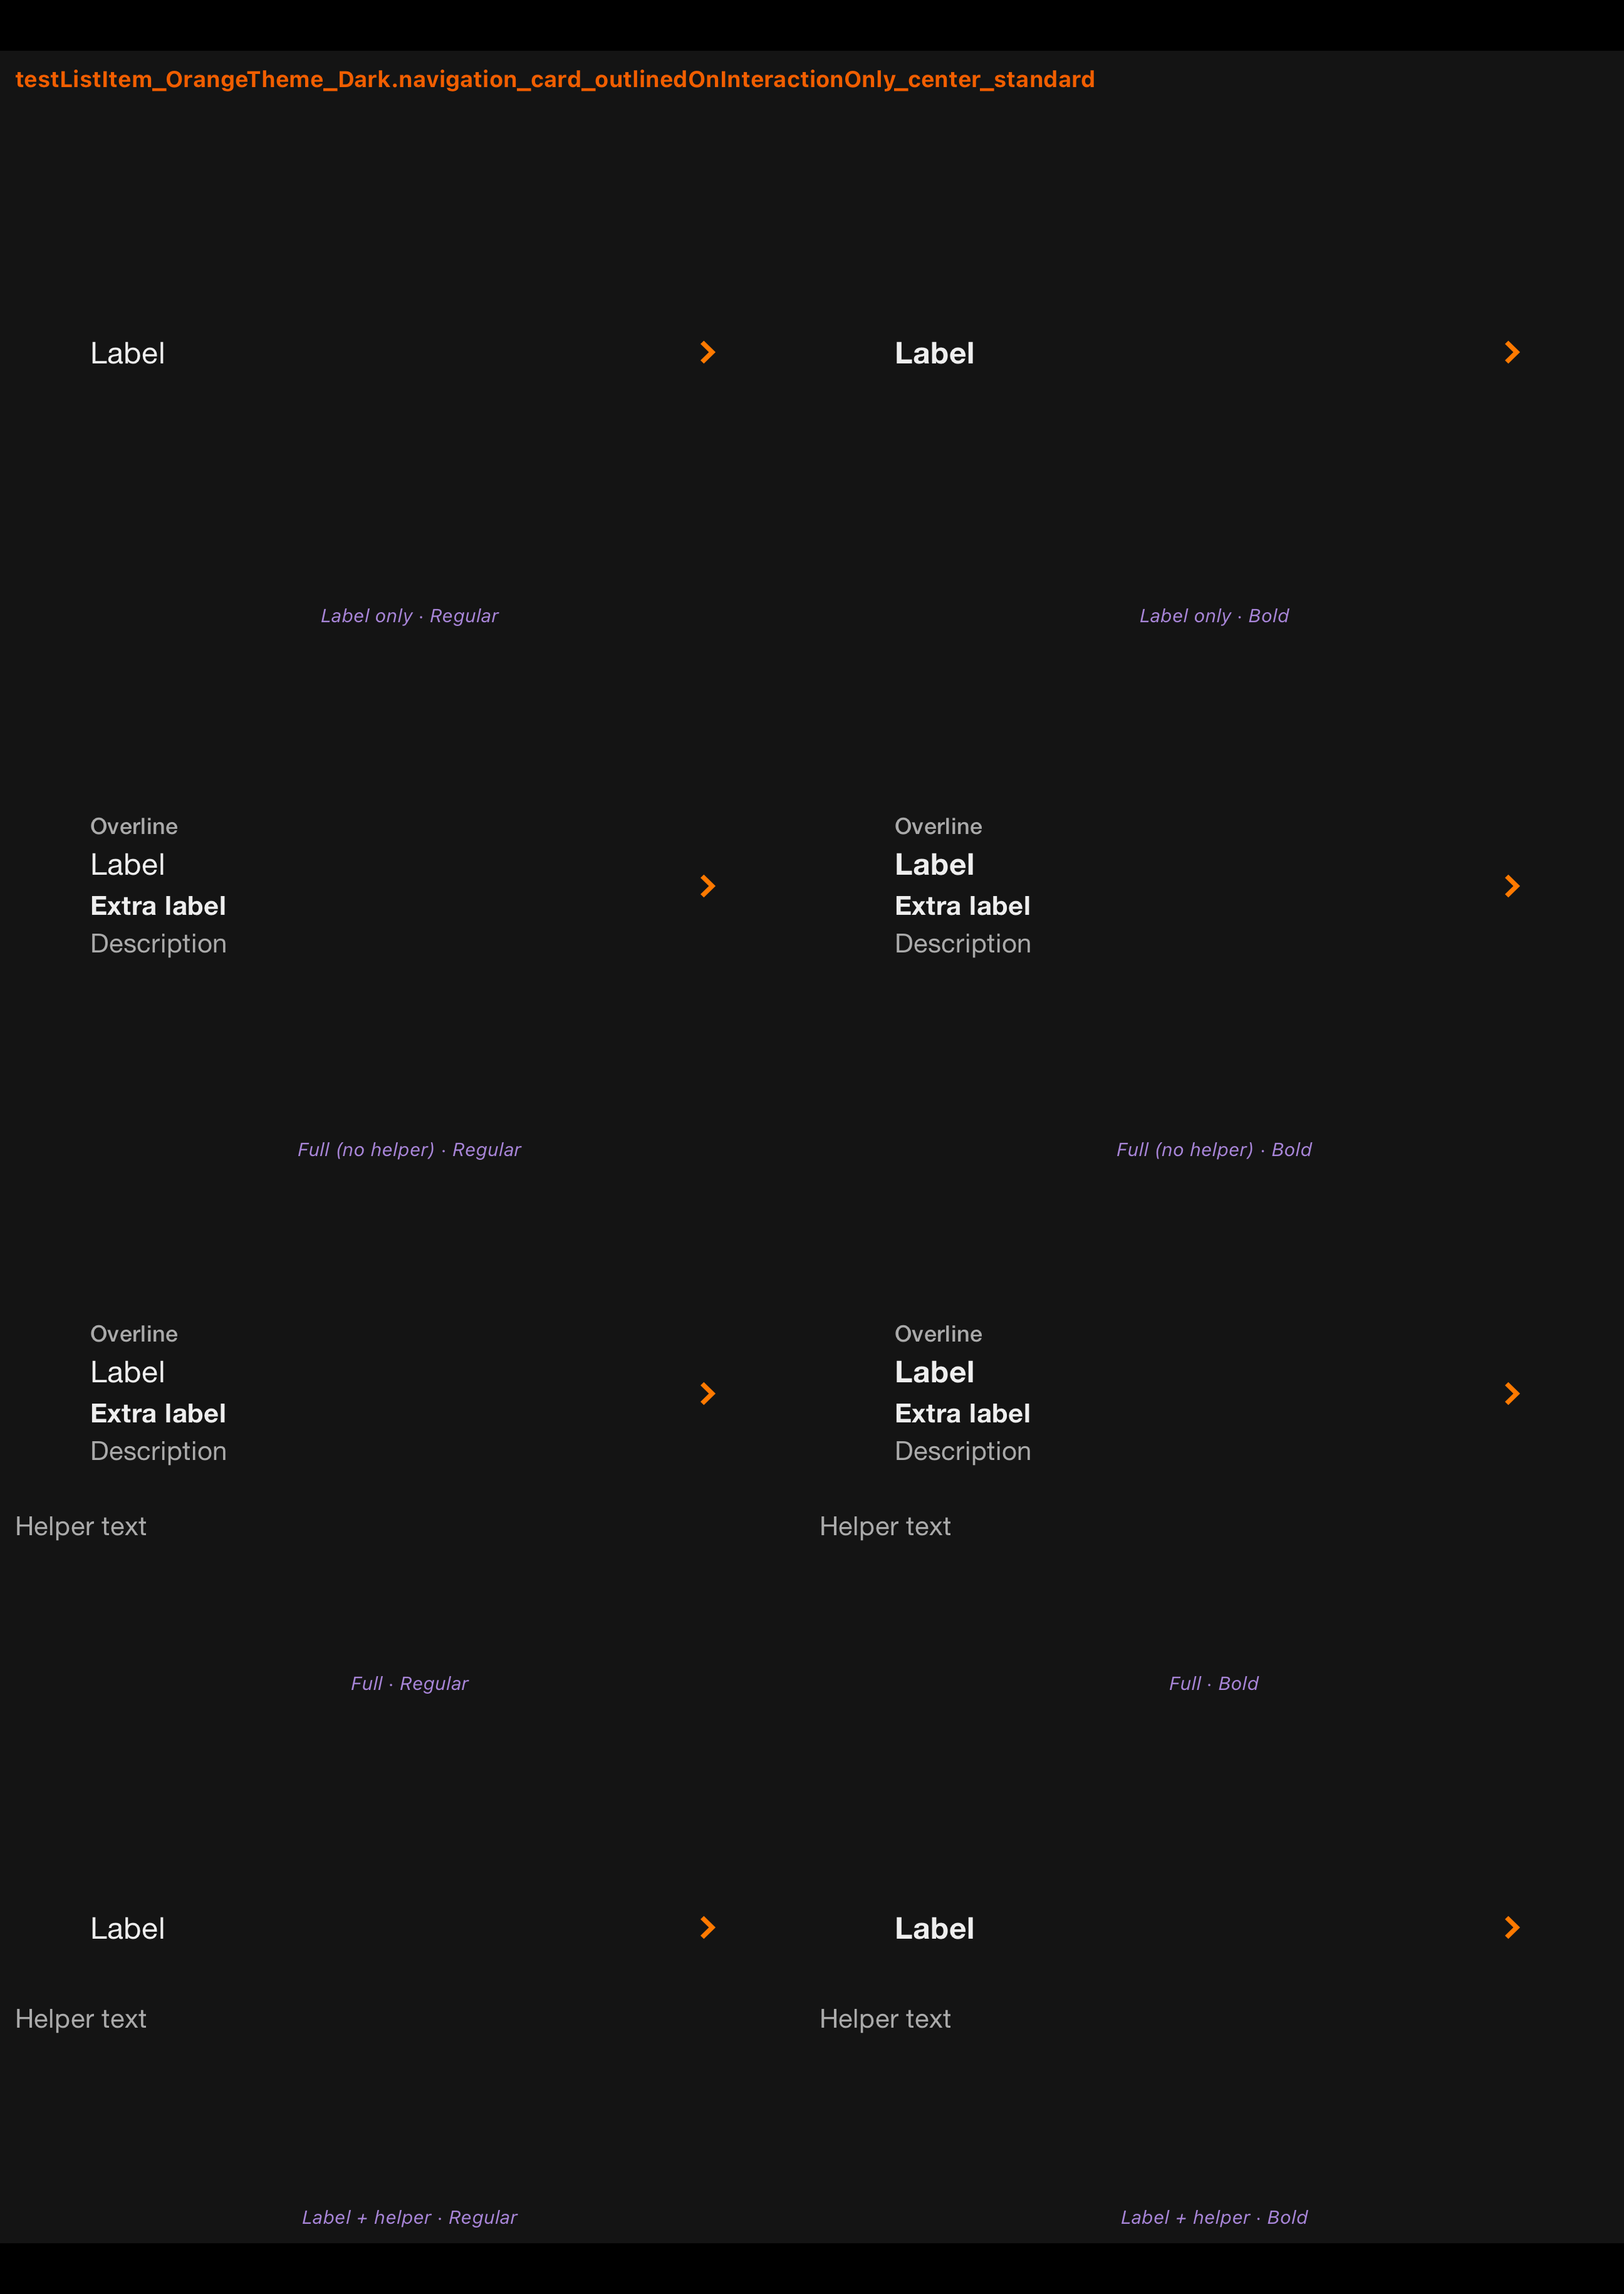 testListItem_OrangeTheme_Dark.navigation_card_outlinedOnInteractionOnly_center_standard
Label
Label
Label only · Regular
Label only · Bold
Overline
Label
Extra label
Description
Overline
Label
Extra label
Description
Full (no helper) · Regular
Full (no helper) · Bold
Overline
Label
Extra label
Description
Helper text
Overline
Label
Extra label
Description
Helper text
Full · Regular
Full · Bold
Label
Helper text
Label
Helper text
Label + helper · Regular
Label + helper · Bold